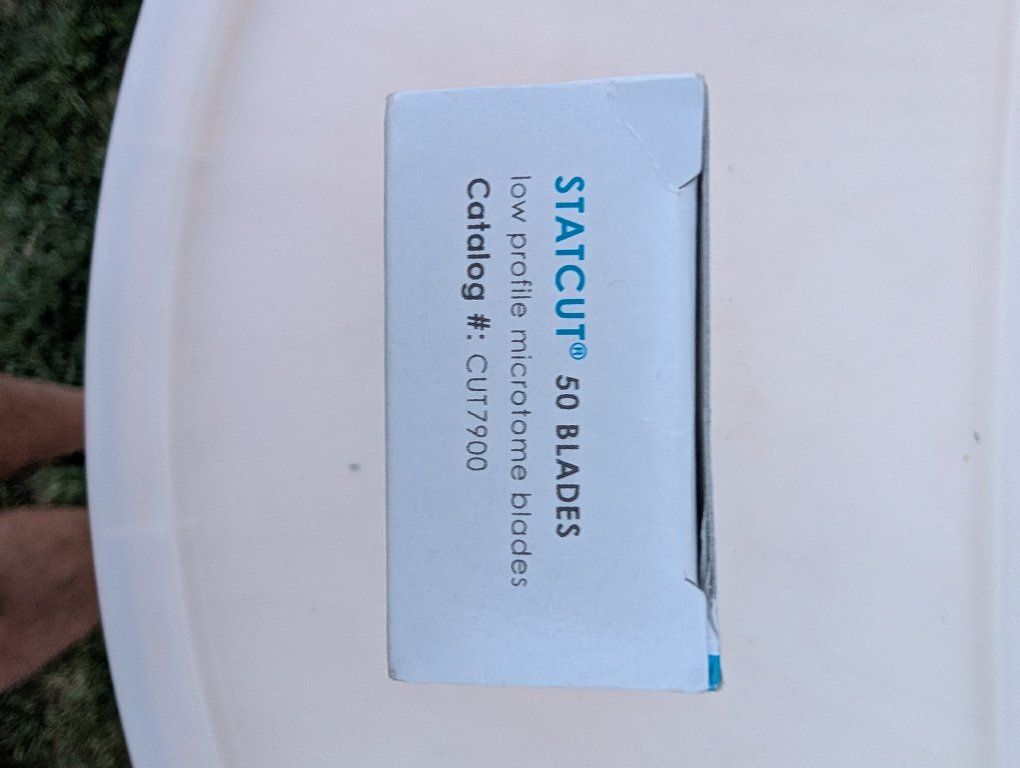 STATCUT® 50 BLADES
low profile microtome blades
Catalog #: CUT7900